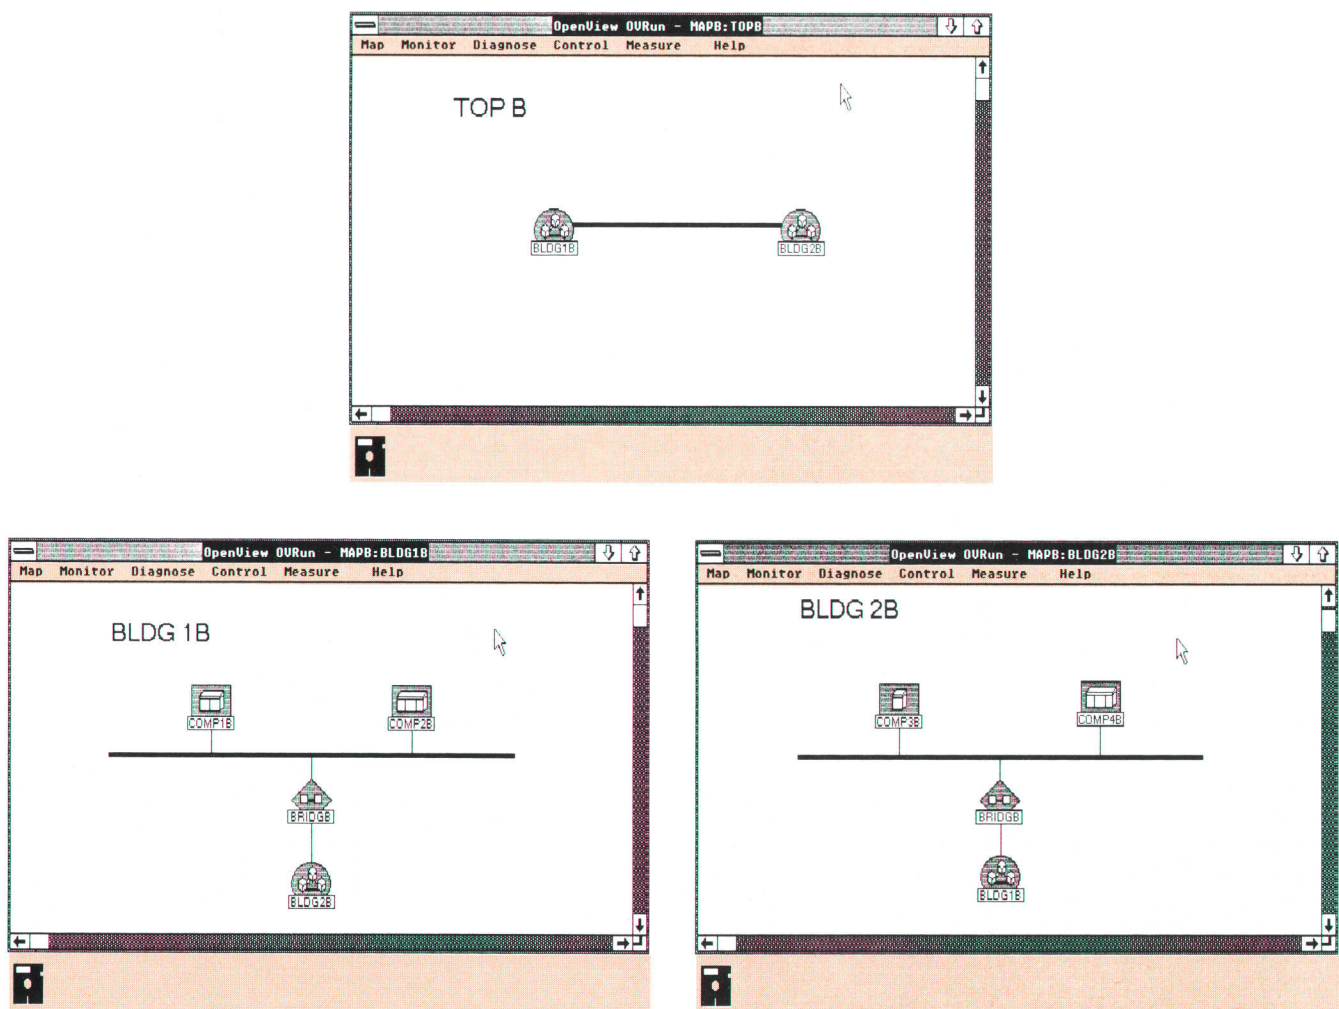 OpenView OVRun - MAPB:TOPB
Map Monitor Diagnose Control Measure Help
TOP B
BLDG1B BLDG2B
OpenView OVRun - MAPB:BLDG1B
Map Monitor Diagnose Control Measure Help
BLDG 1B
COMP1B COMP2B
BRIDGB
BLDG2B
OpenView OVRun - MAPB:BLDG2B
Map Monitor Diagnose Control Measure Help
BLDG 2B
COMP3B COMP4B
BRIDGB
BLDG1B